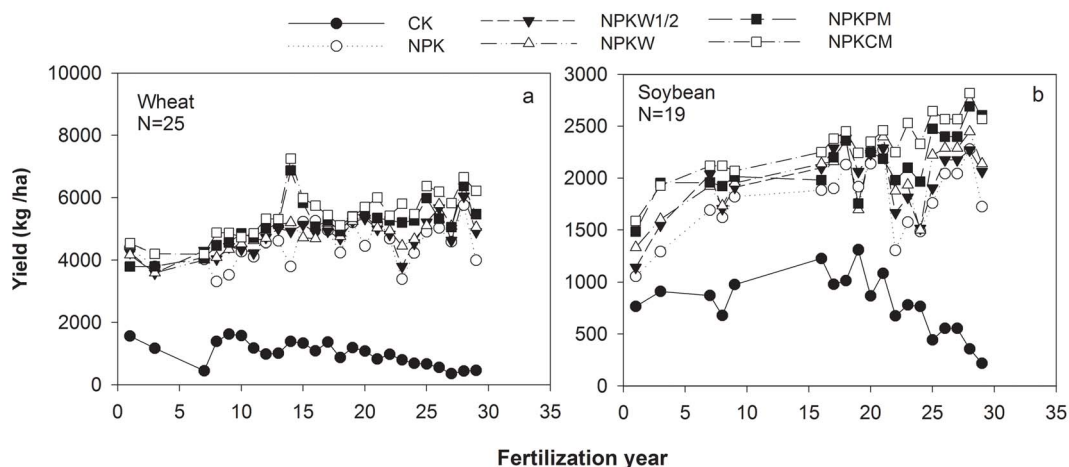 CK NPKW1/2 NPKPM
NPK NPKW NPKCM
Wheat
N=25
a
Soybean
N=19
b
Yield (kg /ha)
10000
8000
6000
4000
2000
0
0 5 10 15 20 25 30 35
3000
2500
2000
1500
1000
500
0
0 5 10 15 20 25 30 35
Fertilization year